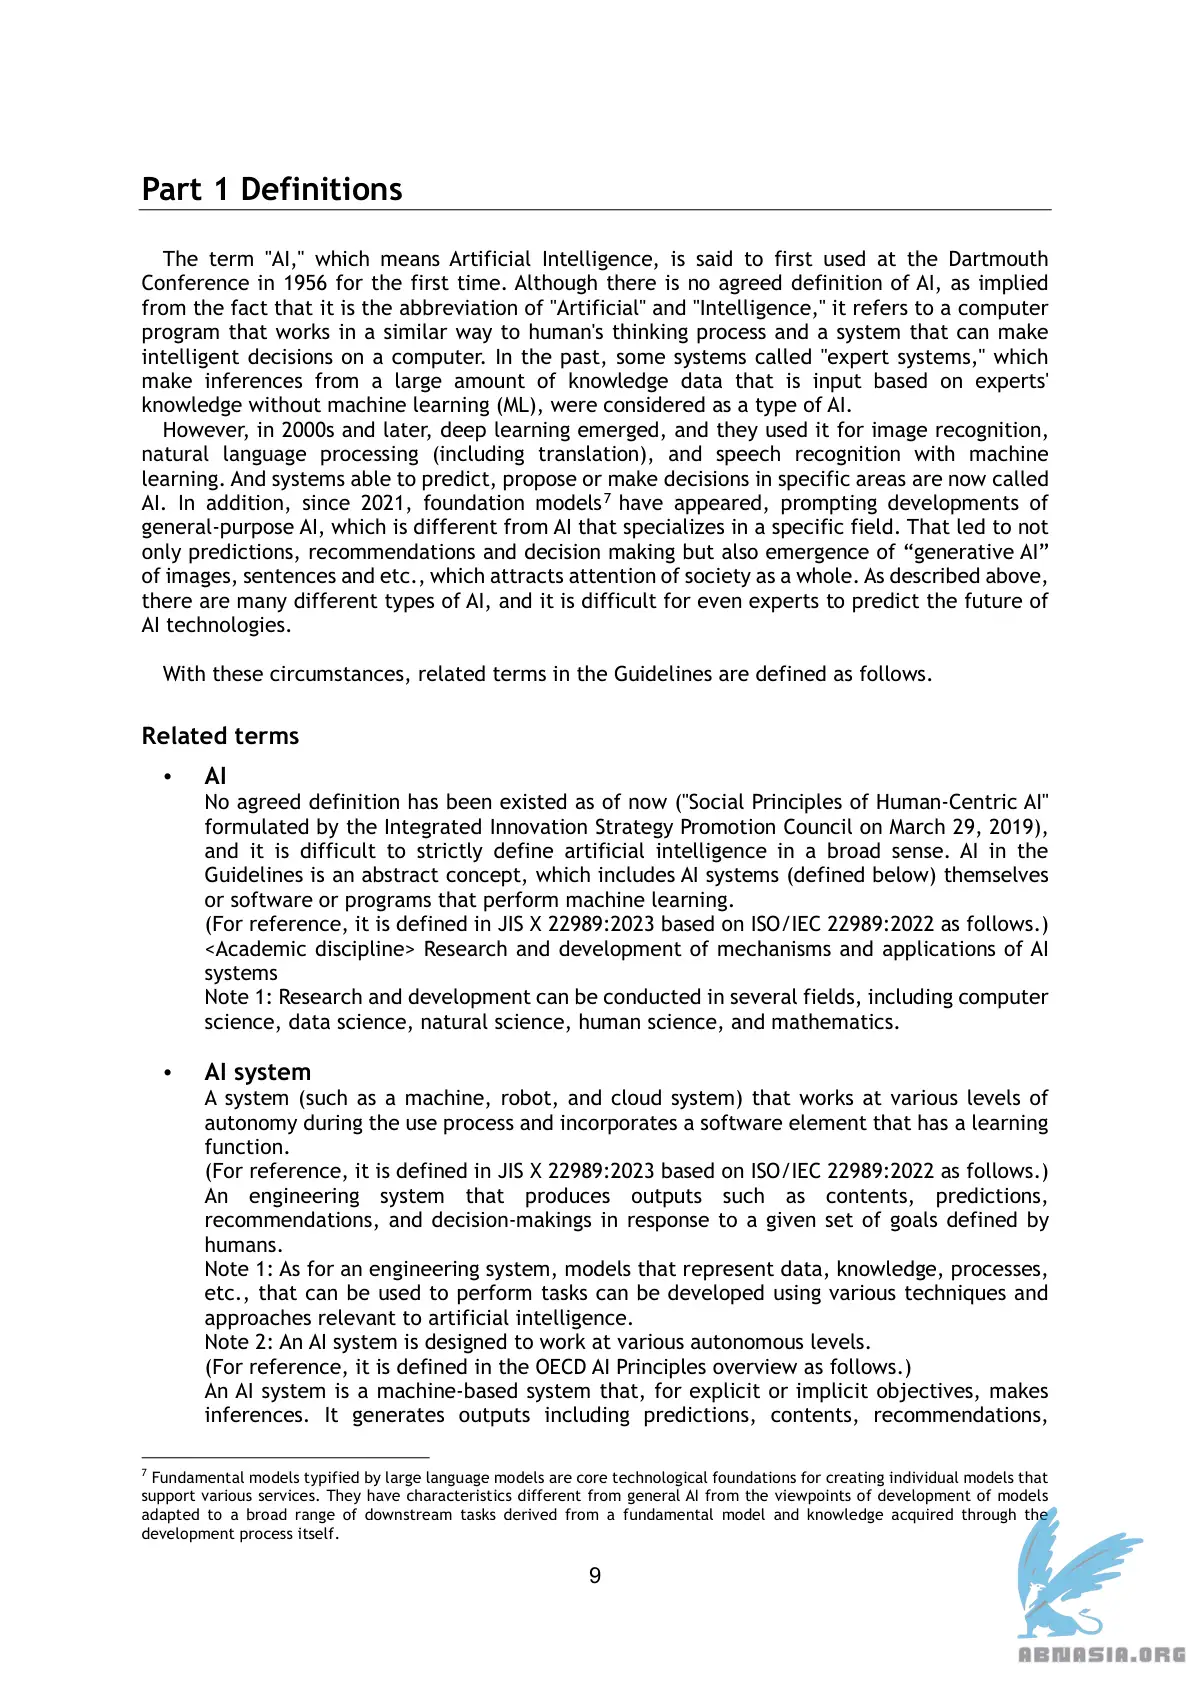 Part 1 Definitions
The term "AI," which means Artificial Intelligence, is said to first used at the Dartmouth
Conference in 1956 for the first time. Although there is no agreed definition of AI, as implied
from the fact that it is the abbreviation of "Artificial" and "Intelligence," it refers to a computer
program that works in a similar way to human's thinking process and a system that can make
intelligent decisions on a computer. In the past, some systems called "expert systems," which
make inferences from a large amount of knowledge data that is input based on experts'
knowledge without machine learning (ML), were considered as a type of AI.
However, in 2000s and later, deep learning emerged, and they used it for image recognition,
natural language processing (including translation), and speech recognition with machine
learning. And systems able to predict, propose or make decisions in specific areas are now called
AI. In addition, since 2021, foundation models7 have appeared, prompting developments of
general-purpose AI, which is different from AI that specializes in a specific field. That led to not
only predictions, recommendations and decision making but also emergence of “generative AI”
of images, sentences and etc., which attracts attention of society as a whole. As described above,
there are many different types of AI, and it is difficult for even experts to predict the future of
AI technologies.
With these circumstances, related terms in the Guidelines are defined as follows.
Related terms
• AI
No agreed definition has been existed as of now ("Social Principles of Human-Centric AI"
formulated by the Integrated Innovation Strategy Promotion Council on March 29, 2019),
and it is difficult to strictly define artificial intelligence in a broad sense. AI in the
Guidelines is an abstract concept, which includes AI systems (defined below) themselves
or software or programs that perform machine learning.
(For reference, it is defined in JIS X 22989:2023 based on ISO/IEC 22989:2022 as follows.)
<Academic discipline> Research and development of mechanisms and applications of AI
systems
Note 1: Research and development can be conducted in several fields, including computer
science, data science, natural science, human science, and mathematics.
• AI system
A system (such as a machine, robot, and cloud system) that works at various levels of
autonomy during the use process and incorporates a software element that has a learning
function.
(For reference, it is defined in JIS X 22989:2023 based on ISO/IEC 22989:2022 as follows.)
An engineering system that produces outputs such as contents, predictions,
recommendations, and decision-makings in response to a given set of goals defined by
humans.
Note 1: As for an engineering system, models that represent data, knowledge, processes,
etc., that can be used to perform tasks can be developed using various techniques and
approaches relevant to artificial intelligence.
Note 2: An AI system is designed to work at various autonomous levels.
(For reference, it is defined in the OECD AI Principles overview as follows.)
An AI system is a machine-based system that, for explicit or implicit objectives, makes
inferences. It generates outputs including predictions, contents, recommendations,
7 Fundamental models typified by large language models are core technological foundations for creating individual models that
support various services. They have characteristics different from general AI from the viewpoints of development of models
adapted to a broad range of downstream tasks derived from a fundamental model and knowledge acquired through the
development process itself.
9
ABNASIA.ORG